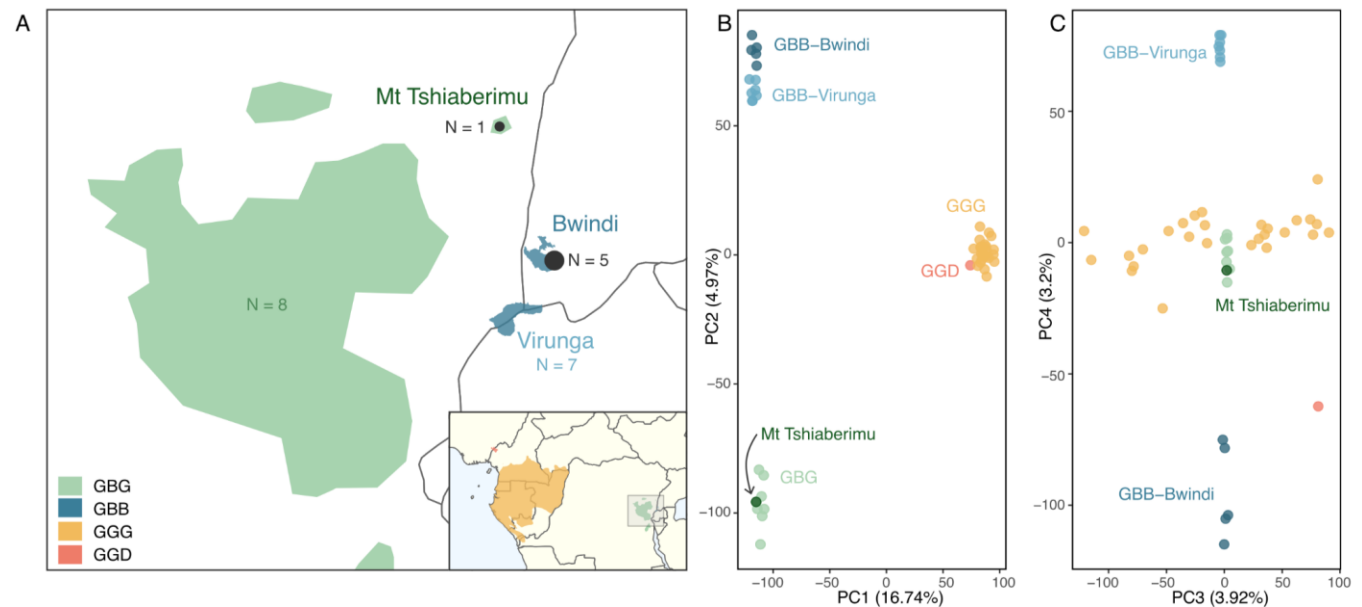 A
Mt Tshiaberimu
N = 1
Bwindi
N = 5
N = 8
Virunga
N = 7
GBG
GBB
GGG
GGD
B
GBB−Bwindi
GBB−Virunga
GGG
GGD
Mt Tshiaberimu
GBG
PC2 (4.97%)
50
0
−50
−100
−100
−50
0
50
100
PC1 (16.74%)
C
GBB−Virunga
Mt Tshiaberimu
GBB−Bwindi
PC4 (3.2%)
50
0
−50
−100
−100
−50
0
50
100
PC3 (3.92%)